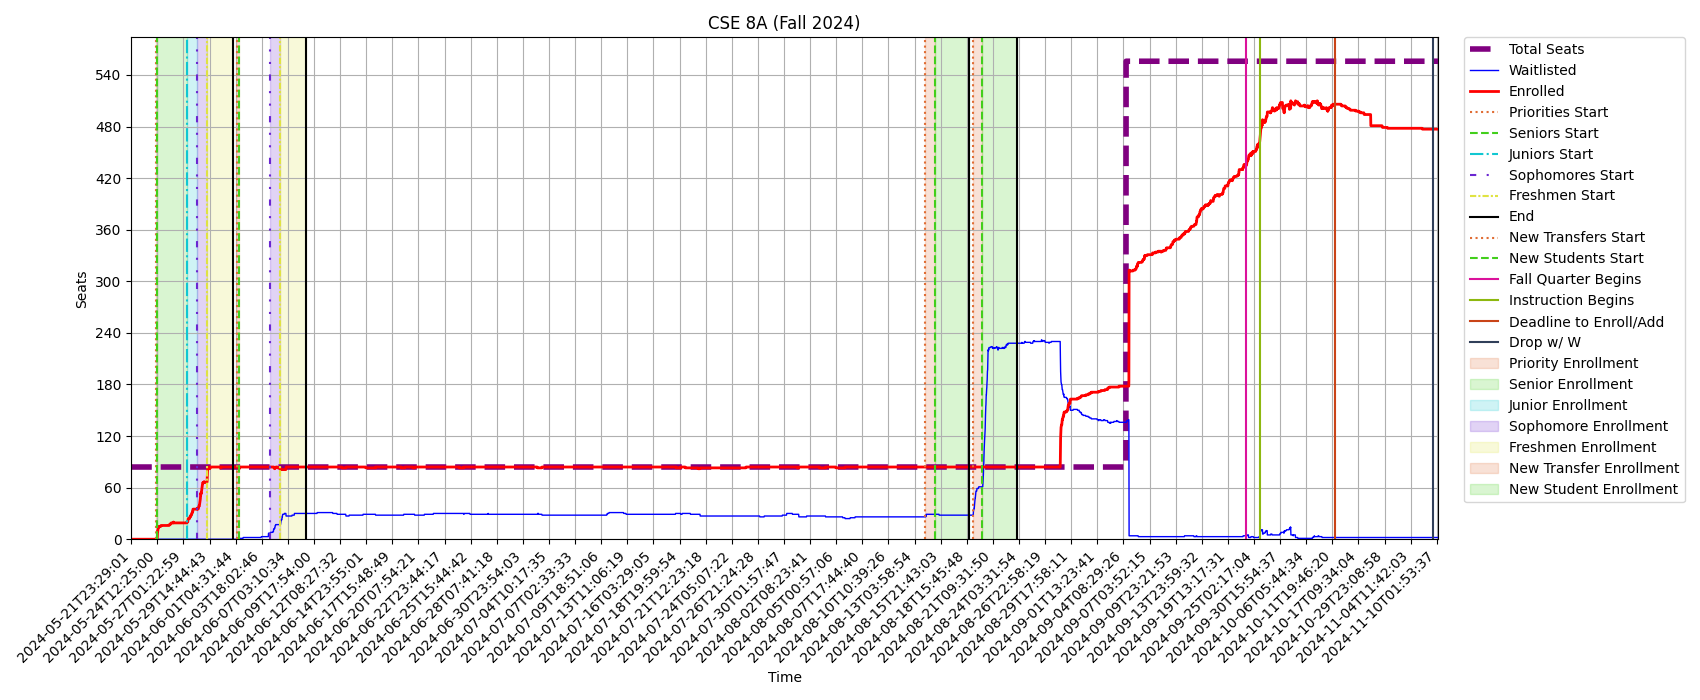 CSE 8A (Fall 2024)
Seats
540
480
420
360
300
240
180
120
60
0
2024-05-21T23:29:01
2024-05-24T12:25:00
2024-05-27T01:22:59
2024-05-29T14:44:43
2024-06-01T04:31:44
2024-06-03T18:02:46
2024-06-07T03:10:34
2024-06-09T17:54:00
2024-06-12T08:27:32
2024-06-14T23:55:01
2024-06-17T15:48:49
2024-06-20T07:54:21
2024-06-22T23:44:17
2024-06-25T15:44:42
2024-06-28T07:41:18
2024-06-30T23:54:03
2024-07-04T10:17:35
2024-07-07T02:33:33
2024-07-09T18:51:06
2024-07-13T11:06:19
2024-07-16T03:29:05
2024-07-18T19:59:54
2024-07-21T12:23:18
2024-07-24T05:07:22
2024-07-26T21:24:28
2024-07-30T01:57:47
2024-08-02T18:23:41
2024-08-05T00:57:06
2024-08-07T17:44:40
2024-08-10T10:39:26
2024-08-13T03:58:54
2024-08-15T21:43:03
2024-08-18T15:45:48
2024-08-21T09:31:50
2024-08-24T03:31:54
2024-08-26T22:58:19
2024-08-29T17:58:11
2024-09-01T13:23:41
2024-09-04T08:29:26
2024-09-07T03:52:15
2024-09-09T23:21:53
2024-09-13T23:59:32
2024-09-19T13:17:31
2024-09-25T02:17:04
2024-09-30T15:54:37
2024-10-06T05:44:34
2024-10-11T19:46:20
2024-10-17T09:34:04
2024-10-29T23:08:58
2024-11-04T11:42:03
2024-11-10T01:53:37
Time
Total Seats
Waitlisted
Enrolled
Priorities Start
Seniors Start
Juniors Start
Sophomores Start
Freshmen Start
End
New Transfers Start
New Students Start
Fall Quarter Begins
Instruction Begins
Deadline to Enroll/Add
Drop w/ W
Priority Enrollment
Senior Enrollment
Junior Enrollment
Sophomore Enrollment
Freshmen Enrollment
New Transfer Enrollment
New Student Enrollment